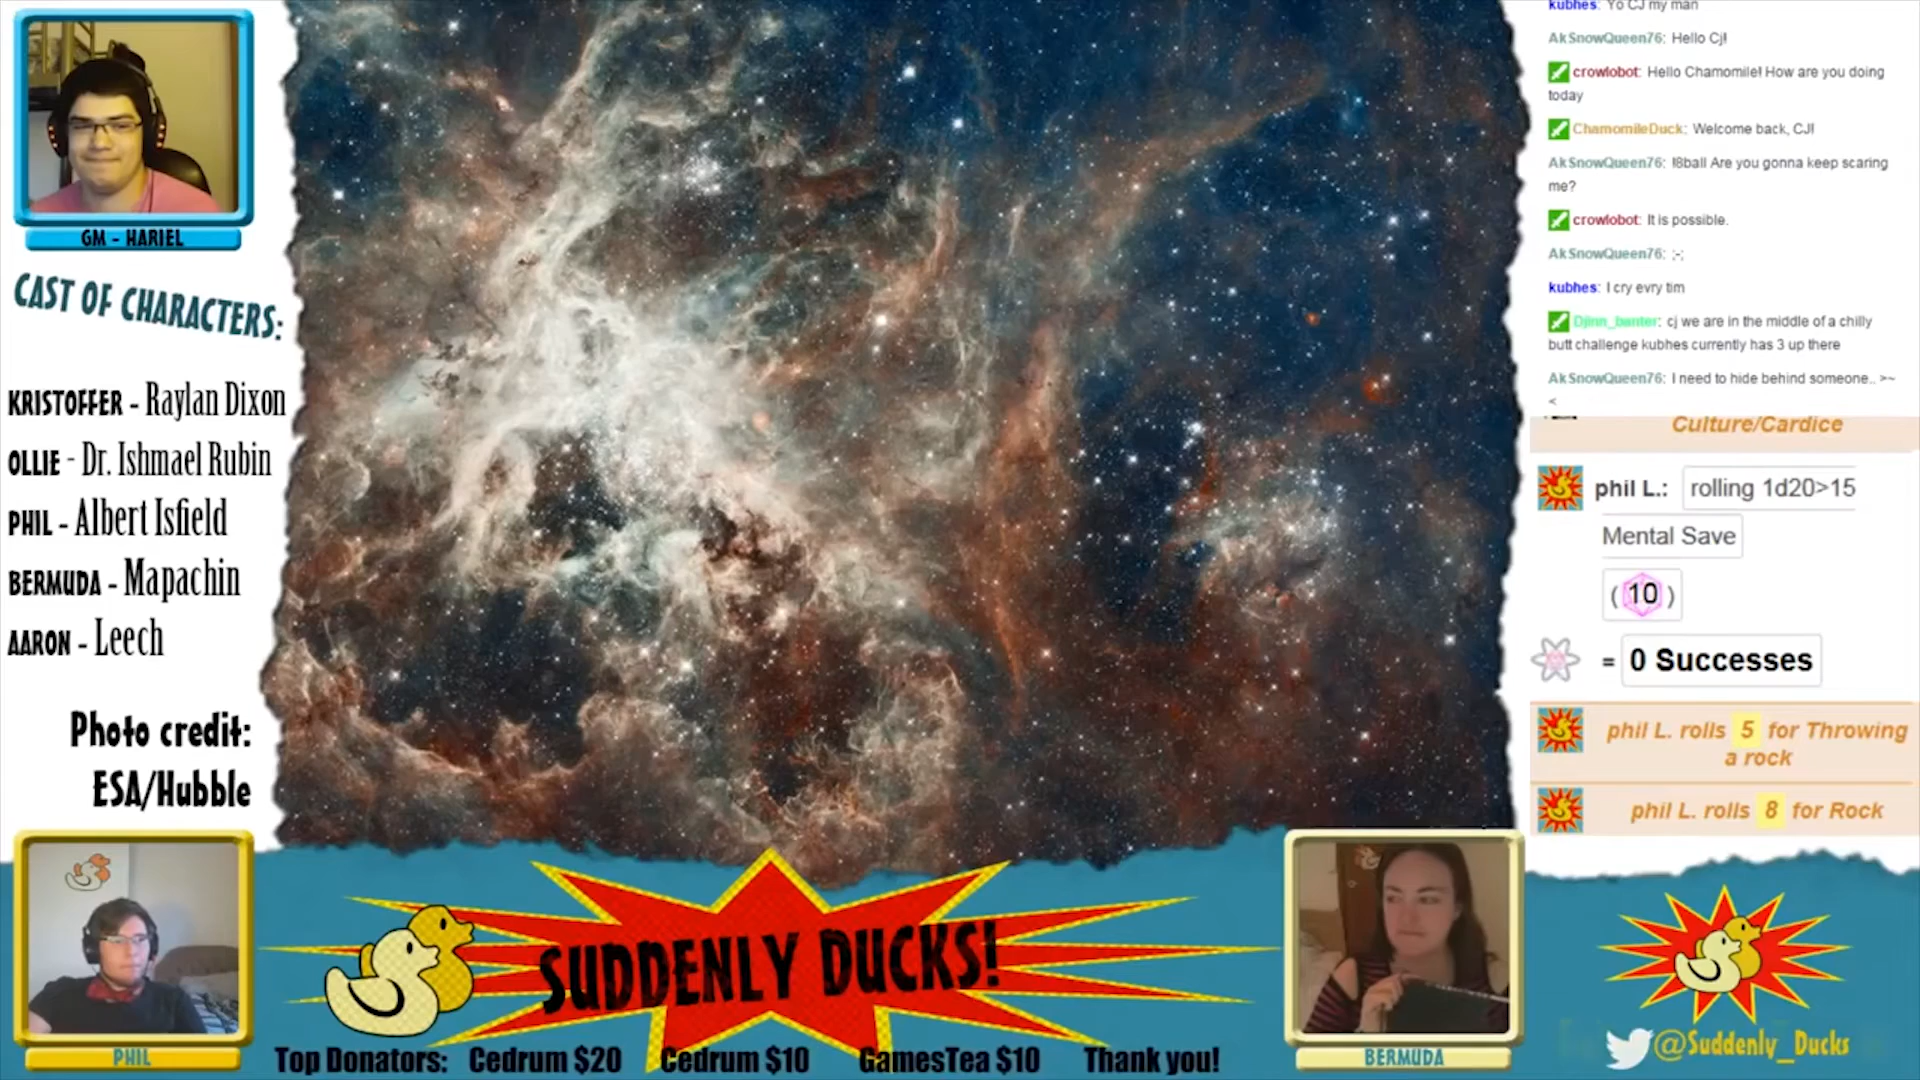 GM - HARIEL
CAST OF CHARACTERS:
KRISTOFFER - Raylan Dixon
OLLIE - Dr. Ishmael Rubin
PHIL - Albert Isfield
BERMUDA - Mapachin
AARON - Leech
Photo credit:
ESA/Hubble
PHIL
SUDDENLY DUCKS!
Top Donators: Cedrum $20 Cedrum $10 GamesTea $10 Thank you!
BERMUDA
kubhes: Yo CJ my man
AkSnowQueen76: Hello Cj!
crowlobot: Hello Chamomile! How are you doing
today
ChamomileDuck: Welcome back, CJ!
AkSnowQueen76: !8ball Are you gonna keep scaring
me?
crowlobot: It is possible.
AkSnowQueen76: ;-;
kubhes: I cry evry tim
Djinn_banter: cj we are in the middle of a chilly
butt challenge kubhes currently has 3 up there
AkSnowQueen76: I need to hide behind someone.. >~
<
Culture/Cardice
phil L.: rolling 1d20>15
Mental Save
(10)
= 0 Successes
phil L. rolls 5 for Throwing
a rock
phil L. rolls 8 for Rock
@Suddenly_Ducks